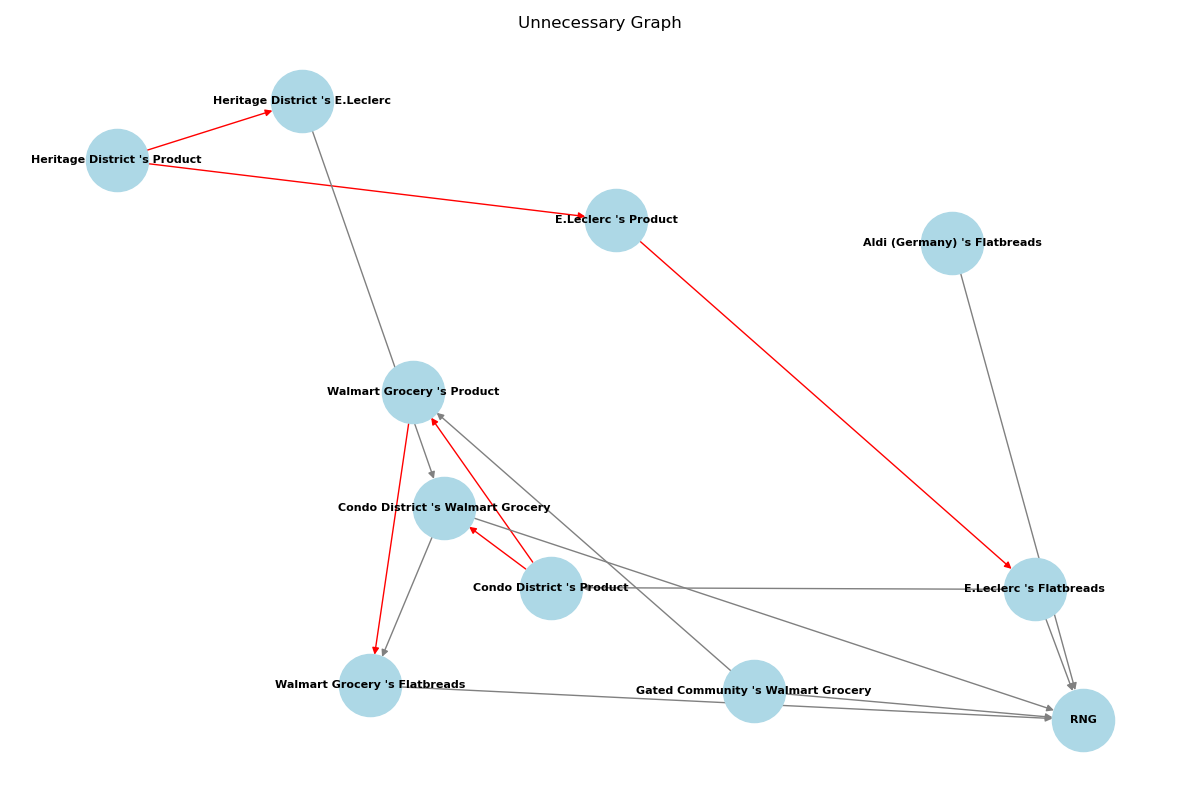 Unnecessary Graph
Heritage District 's E.Leclerc
Heritage District 's Product
E.Leclerc 's Product
Aldi (Germany) 's Flatbreads
Walmart Grocery 's Product
Condo District 's Walmart Grocery
Condo District 's Product
E.Leclerc 's Flatbreads
Walmart Grocery 's Flatbreads
Gated Community 's Walmart Grocery
RNG